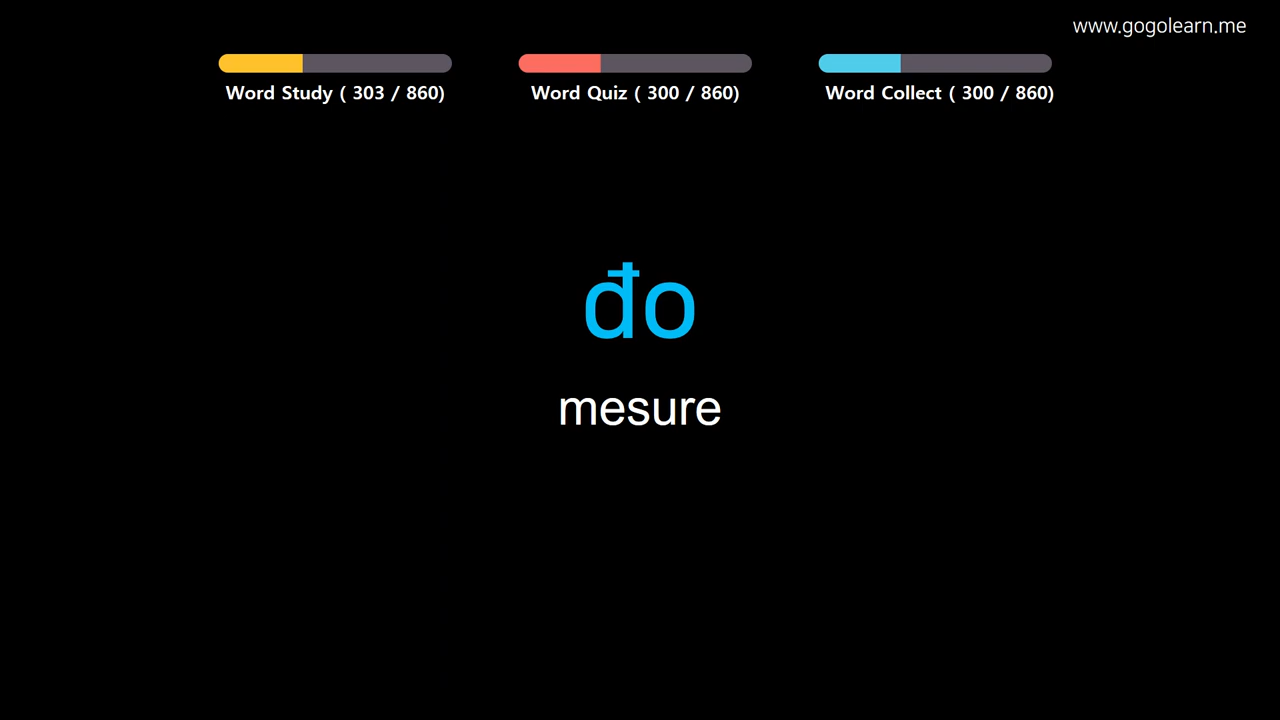 www.gogolearn.me
Word Study ( 303 / 860) Word Quiz ( 300 / 860) Word Collect ( 300 / 860)
đo
mesure